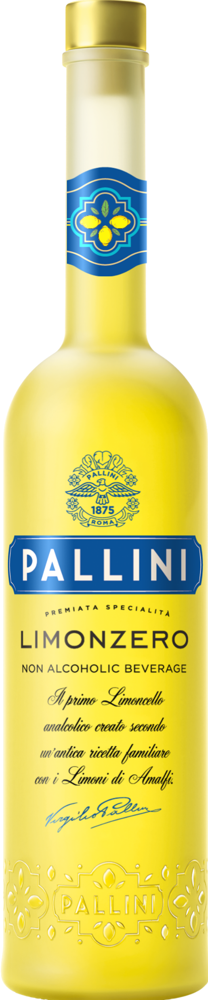 PALLINI
1875
ROMA
PALLINI
PREMIATA SPECIALITÀ
LIMONZERO
NON ALCOHOLIC BEVERAGE
Il primo Limoncello
analcolico creato secondo
un'antica ricetta familiare
con i Limoni di Amalfi.
Virgilio Pallini
PALLINI